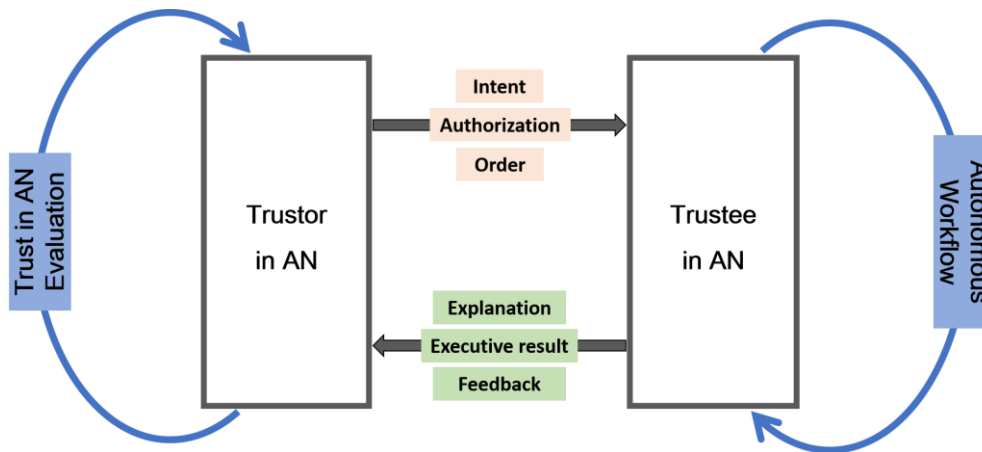 Trust in AN
Evaluation
Trustor
in AN
Intent
Authorization
Order
Explanation
Executive result
Feedback
Trustee
in AN
Autonomous
Workflow